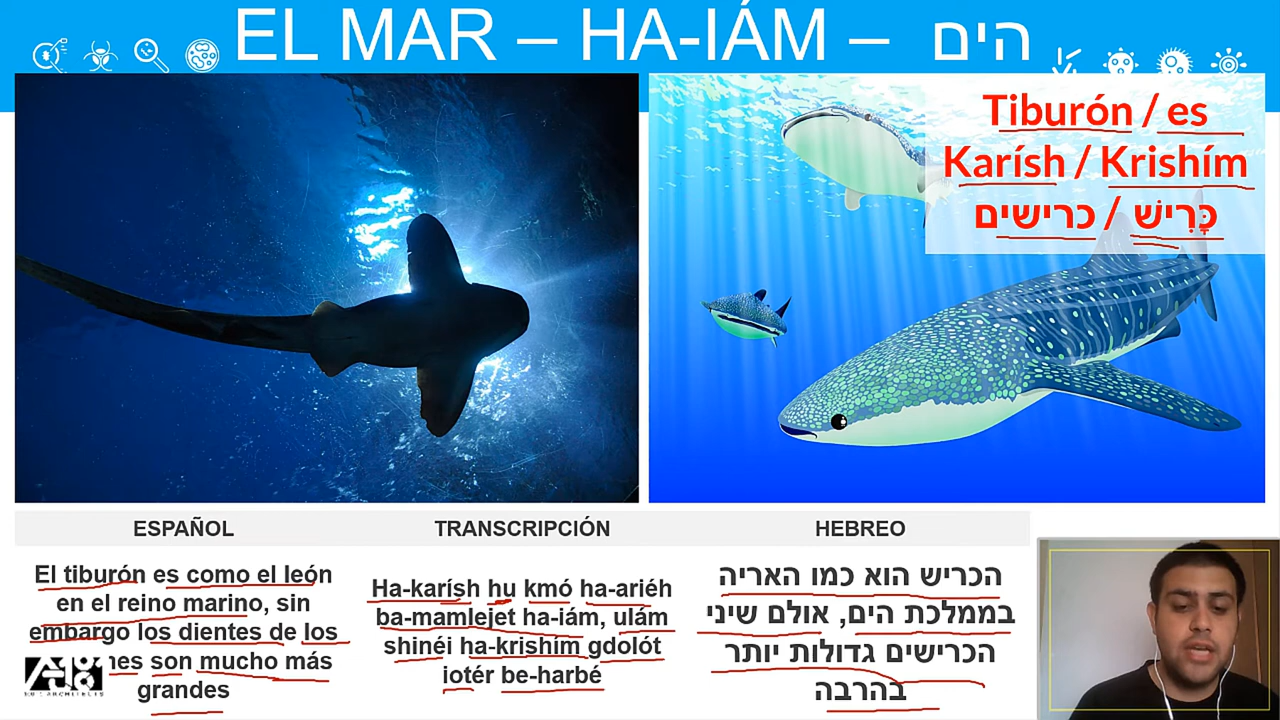 EL MAR – HA-IÁM – הים
Tiburón / es
Karísh / Krishím
כָּרִישׁ / כרישים
ESPAÑOL
El tiburón es como el león
en el reino marino, sin
embargo los dientes de los
nes son mucho más
grandes
TRANSCRIPCIÓN
Ha-karísh hu kmó ha-ariéh
ba-mamlejet ha-iám, ulám
shinéi ha-krishím gdolót
iotér be-harbé
HEBREO
הכריש הוא כמו האריה
בממלכת הים, אולם שיני
הכרישים גדולות יותר
בהרבה